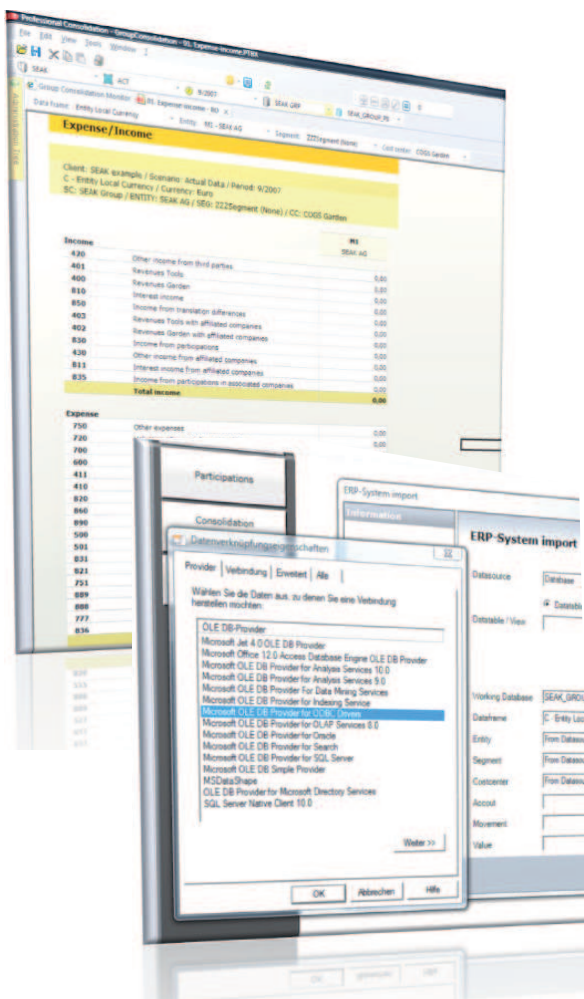 Professional Consolidation - GroupConsolidation - 01. Expense-Income.PTBX
File Edit View Tools Window ?
SEAK ACT 9/2007 SEAK GRP SEAK_GROUP_PB 0
Group Consolidation Monitor 01. Expense-Income - RO x
Data frame Entity Local Currency Entity M1 - SEAK AG Segment ZZZSegment (None) Cost center COGS Garden
Administration Tree
Expense/Income
Client: SEAK example / Scenario: Actual Data / Period: 9/2007
C - Entity Local Currency / Currency: Euro
SC: SEAK Group / ENTITY: SEAK AG / SEG: ZZZSegment (None) / CC: COGS Garden
M1
SEAK AG
Income
420 Other income from third parties 0,00
401 Revenues Tools 0,00
400 Revenues Garden 0,00
810 Interest income 0,00
850 Income from translation differences 0,00
403 Revenues Tools with affiliated companies 0,00
402 Revenues Garden with affiliated companies 0,00
830 Income from participations 0,00
430 Other income from affiliated companies 0,00
811 Interest income from affiliated companies 0,00
835 Income from participations in associated companies 0,00
Total income 0,00
Expense
750 Other expenses 0,00
720 0,00
700
600
411
410
820
860
890
500
501
831
821
751
889
888
777
836
Participations
Consolidation
ERP-System import
Information
ERP-System import
Datasource Database
Datatable / View
Working Database SEAK_GROU
Dataframe C - Entity Loc
Entity From Datasou
Segment From Datasou
Costcenter From Datasou
Accout
Movement
Value
Datenverknüpfungseigenschaften
Provider Verbindung Erweitert Alle
Wählen Sie die Daten aus, zu denen Sie eine Verbindung
herstellen möchten:
OLE DB-Provider
Microsoft Jet 4.0 OLE DB Provider
Microsoft Office 12.0 Access Database Engine OLE DB Provider
Microsoft OLE DB Provider for Analysis Services 10.0
Microsoft OLE DB Provider for Analysis Services 9.0
Microsoft OLE DB Provider For Data Mining Services
Microsoft OLE DB Provider for Indexing Service
Microsoft OLE DB Provider for ODBC Drivers
Microsoft OLE DB Provider for OLAP Services 8.0
Microsoft OLE DB Provider for Oracle
Microsoft OLE DB Provider for Search
Microsoft OLE DB Provider for SQL Server
Microsoft OLE DB Simple Provider
MSDataShape
OLE DB Provider for Microsoft Directory Services
SQL Server Native Client 10.0
Weiter >>
OK Abbrechen Hilfe